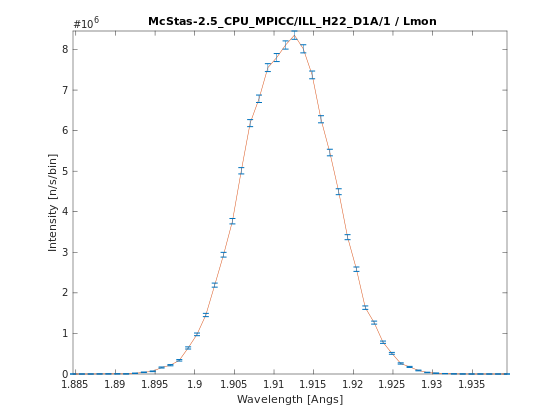 McStas-2.5_CPU_MPICC/ILL_H22_D1A/1 / Lmon
#10^6
8
7
6
5
4
3
2
1
0
Intensity [n/s/bin]
1.885 1.89 1.895 1.9 1.905 1.91 1.915 1.92 1.925 1.93 1.935
Wavelength [Angs]